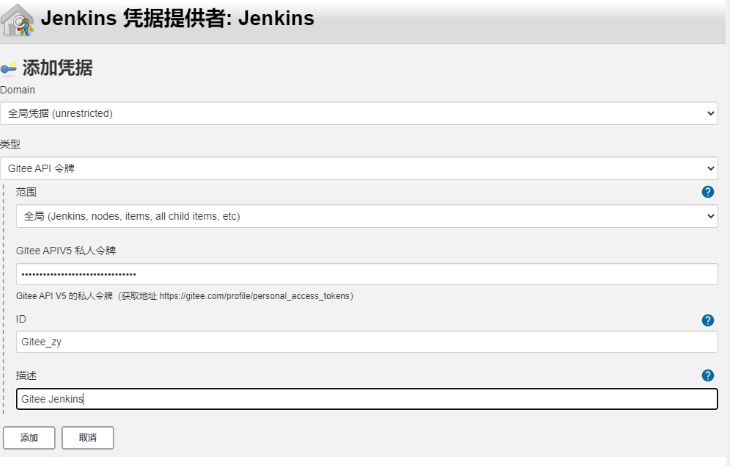 Jenkins 凭据提供者: Jenkins
添加凭据
Domain
全局凭据 (unrestricted)
类型
Gitee API 令牌
范围
全局 (Jenkins, nodes, items, all child items, etc)
Gitee APIV5 私人令牌
••••••••••••••••••••••••••••••••
Gitee API V5 的私人令牌（获取地址 https://gitee.com/profile/personal_access_tokens）
ID
Gitee_zy
描述
Gitee Jenkins
添加 取消